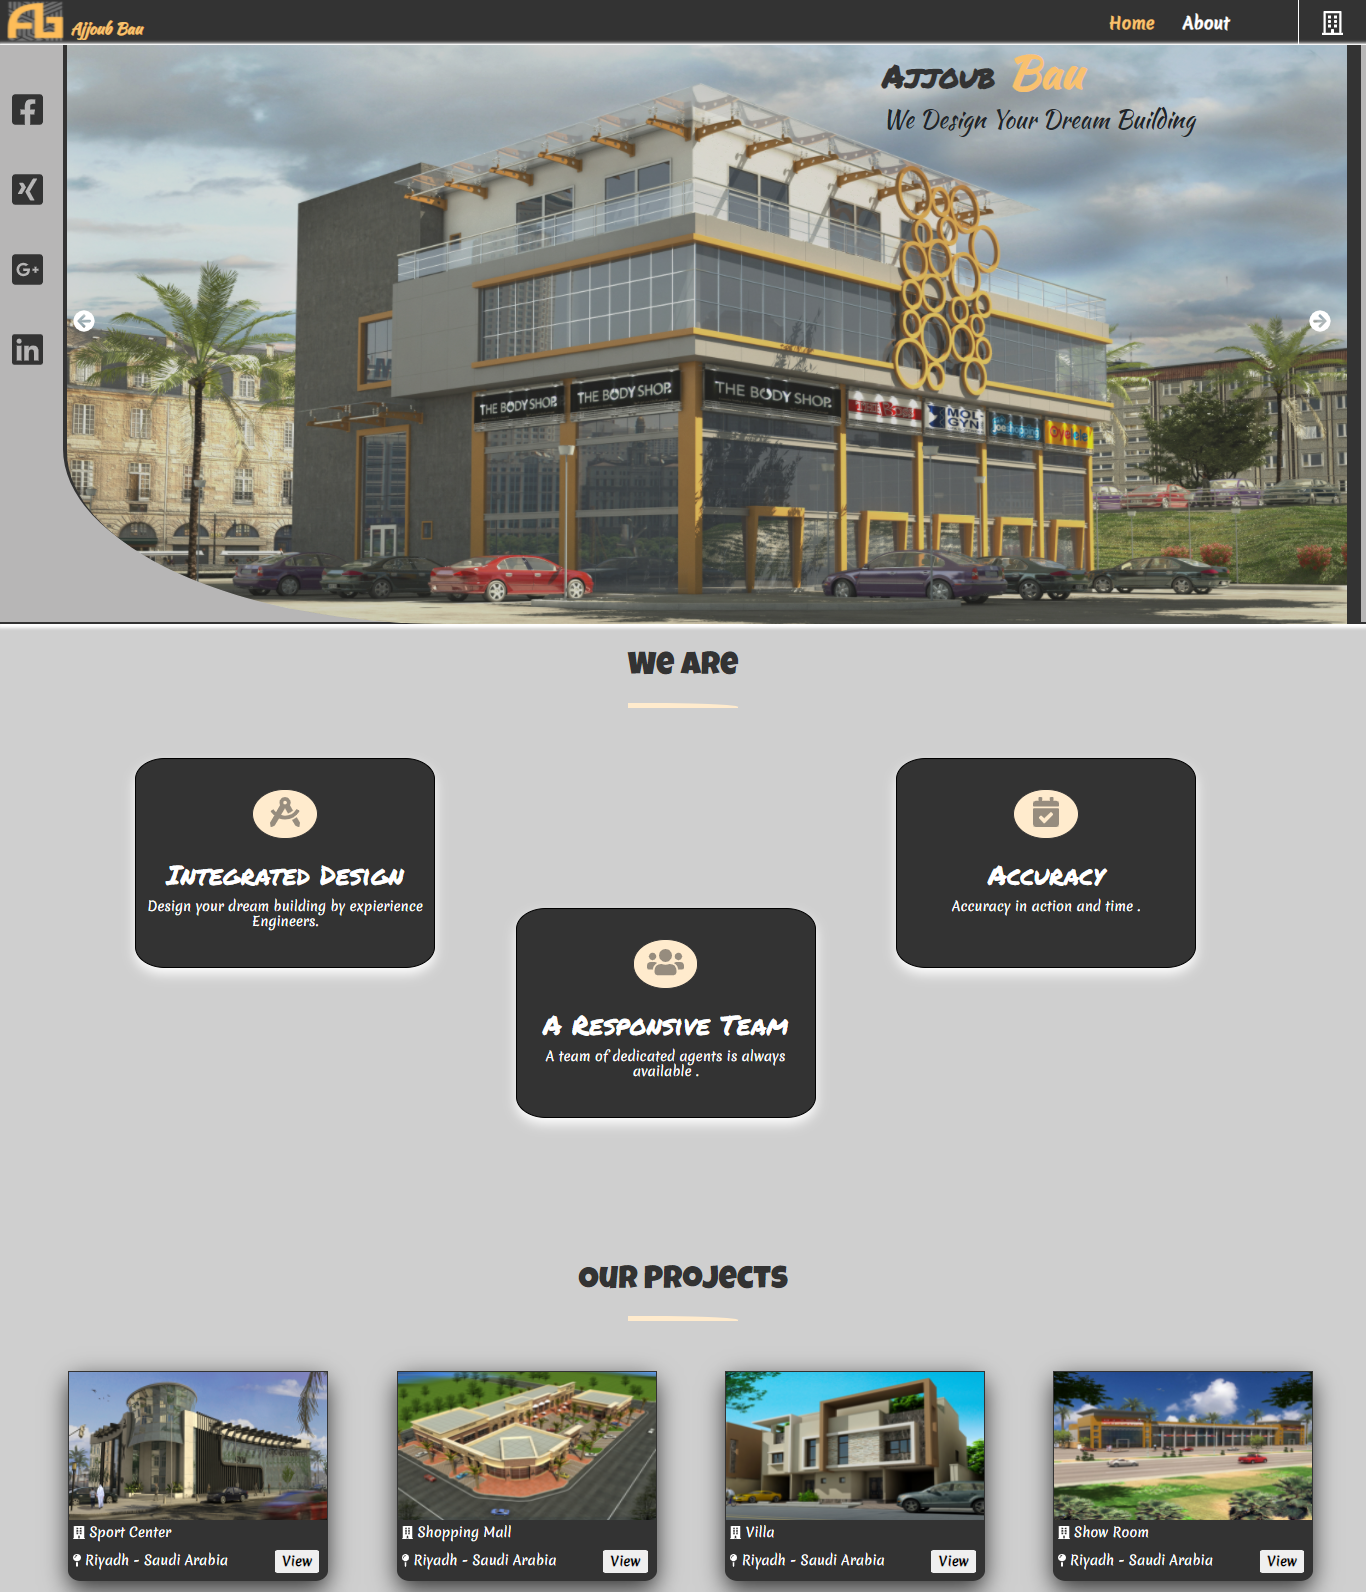 AG Ajjoub Bau
Home About
Ajjoub Bau
We Design Your Dream Building
THE BODY SHOP. THE BODY SHOP. THE BODY SHOP.
MOL-
GYN
We Are
Integrated Design
Design your dream building by expierience
Engineers.
Accuracy
Accuracy in action and time .
A Responsive Team
A team of dedicated agents is always
available .
Our Projects
Sport Center
Riyadh - Saudi Arabia View
Shopping Mall
Riyadh - Saudi Arabia View
Villa
Riyadh - Saudi Arabia View
Show Room
Riyadh - Saudi Arabia View